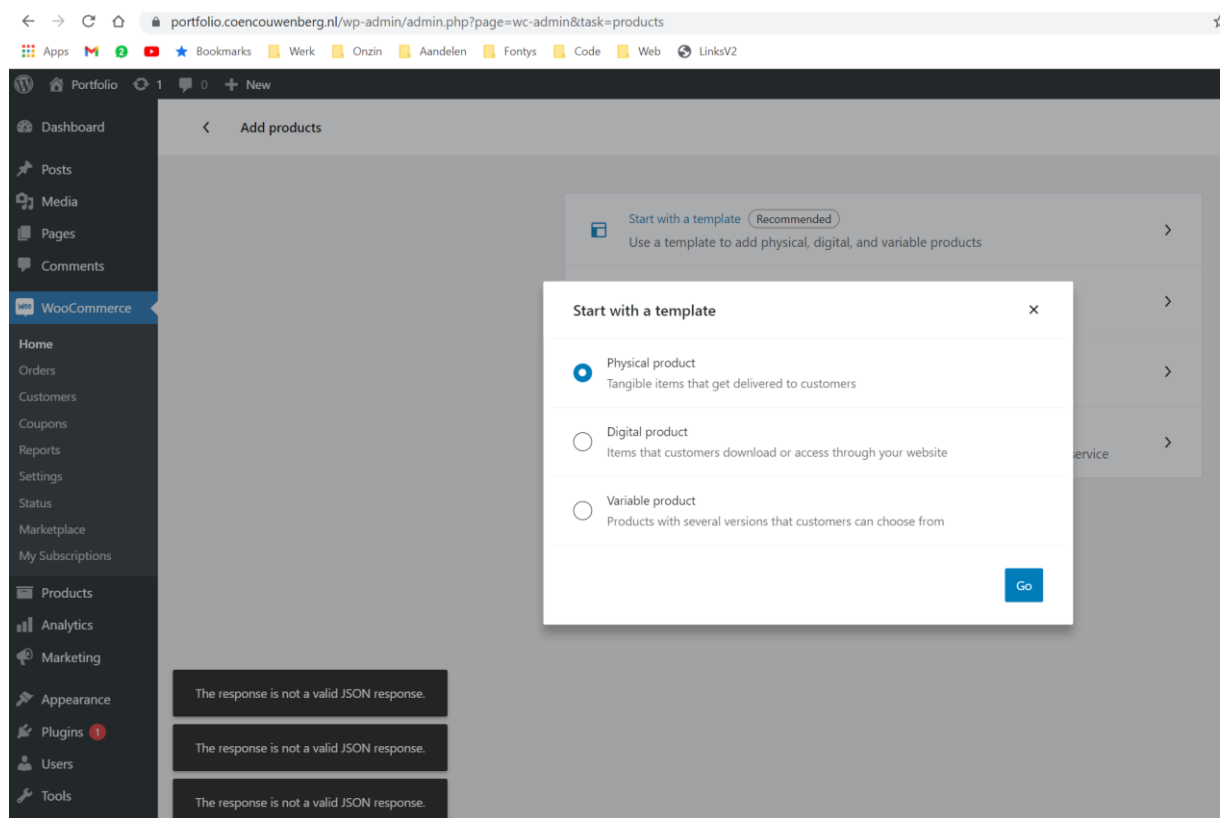 portfolio.coencouwenberg.nl/wp-admin/admin.php?page=wc-admin&task=products
Apps M 2 Bookmarks Werk Onzin Aandelen Fontys Code Web LinksV2
Portfolio 1 0 + New
Dashboard
Add products
Posts
Media
Pages
Comments
WooCommerce
Home
Orders
Customers
Coupons
Reports
Settings
Status
Marketplace
My Subscriptions
Products
Analytics
Marketing
Appearance
Plugins 1
Users
Tools
Start with a template Recommended
Use a template to add physical, digital, and variable products
service
Start with a template
Physical product
Tangible items that get delivered to customers
Digital product
Items that customers download or access through your website
Variable product
Products with several versions that customers can choose from
Go
The response is not a valid JSON response.
The response is not a valid JSON response.
The response is not a valid JSON response.